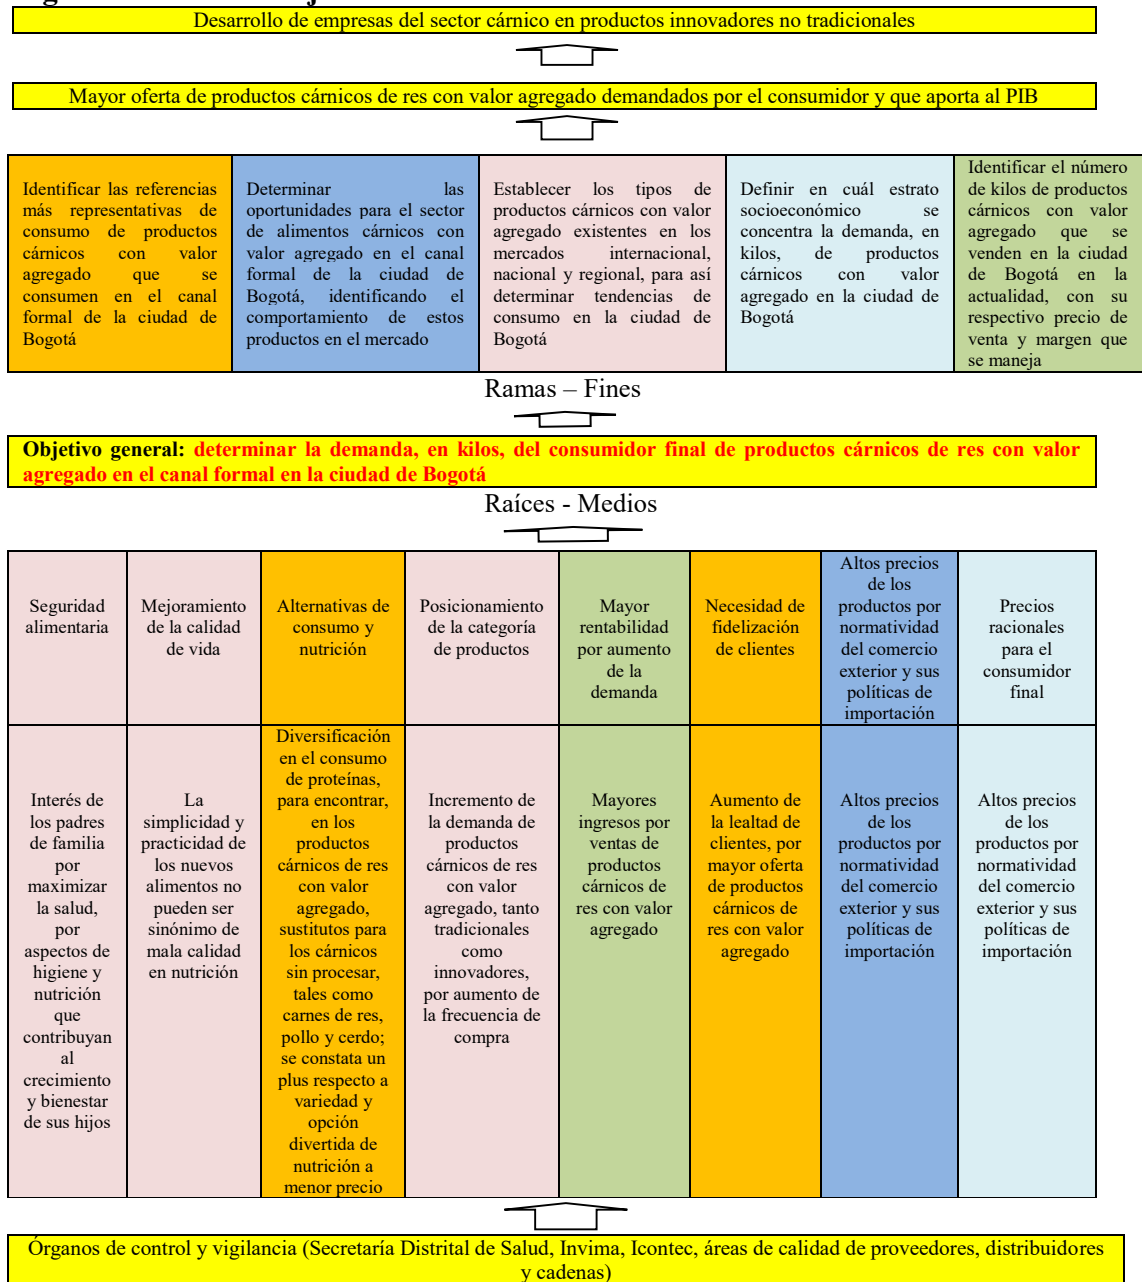 Desarrollo de empresas del sector cárnico en productos innovadores no tradicionales
Mayor oferta de productos cárnicos de res con valor agregado demandados por el consumidor y que aporta al PIB
Identificar las referencias
más representativas de
consumo de productos
cárnicos con valor
agregado que se
consumen en el canal
formal de la ciudad de
Bogotá
Determinar las
oportunidades para el sector
de alimentos cárnicos con
valor agregado en el canal
formal de la ciudad de
Bogotá, identificando el
comportamiento de estos
productos en el mercado
Establecer los tipos de
productos cárnicos con valor
agregado existentes en los
mercados internacional,
nacional y regional, para así
determinar tendencias de
consumo en la ciudad de
Bogotá
Definir en cuál estrato
socioeconómico se
concentra la demanda, en
kilos, de productos
cárnicos con valor
agregado en la ciudad de
Bogotá
Identificar el número
de kilos de productos
cárnicos con valor
agregado que se
venden en la ciudad
de Bogotá en la
actualidad, con su
respectivo precio de
venta y margen que
se maneja
Ramas – Fines
Objetivo general: determinar la demanda, en kilos, del consumidor final de productos cárnicos de res con valor
agregado en el canal formal en la ciudad de Bogotá
Raíces - Medios
Seguridad
alimentaria
Mejoramiento
de la calidad
de vida
Alternativas de
consumo y
nutrición
Posicionamiento
de la categoría
de productos
Mayor
rentabilidad
por aumento
de la
demanda
Necesidad de
fidelización
de clientes
Altos precios
de los
productos por
normatividad
del comercio
exterior y sus
políticas de
importación
Precios
racionales
para el
consumidor
final
Interés de
los padres
de familia
por
maximizar
la salud,
por
aspectos de
higiene y
nutrición
que
contribuyan
al
crecimiento
y bienestar
de sus hijos
La
simplicidad y
practicidad de
los nuevos
alimentos no
pueden ser
sinónimo de
mala calidad
en nutrición
Diversificación
en el consumo
de proteínas,
para encontrar,
en los
productos
cárnicos de res
con valor
agregado,
sustitutos para
los cárnicos
sin procesar,
tales como
carnes de res,
pollo y cerdo;
se constata un
plus respecto a
variedad y
opción
divertida de
nutrición a
menor precio
Incremento de
la demanda de
productos
cárnicos de res
con valor
agregado, tanto
tradicionales
como
innovadores,
por aumento de
la frecuencia de
compra
Mayores
ingresos por
ventas de
productos
cárnicos de
res con valor
agregado
Aumento de
la lealtad de
clientes, por
mayor oferta
de productos
cárnicos de
res con valor
agregado
Altos precios
de los
productos por
normatividad
del comercio
exterior y sus
políticas de
importación
Altos precios
de los
productos por
normatividad
del comercio
exterior y sus
políticas de
importación
Órganos de control y vigilancia (Secretaría Distrital de Salud, Invima, Icontec, áreas de calidad de proveedores, distribuidores
y cadenas)